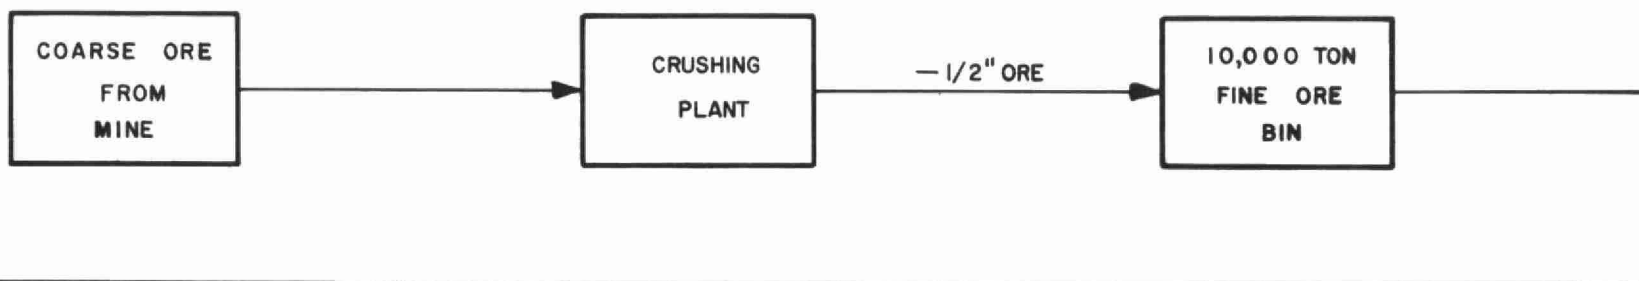 COARSE ORE
FROM
MINE
CRUSHING
PLANT
— 1/2" ORE
10,000 TON
FINE ORE
BIN